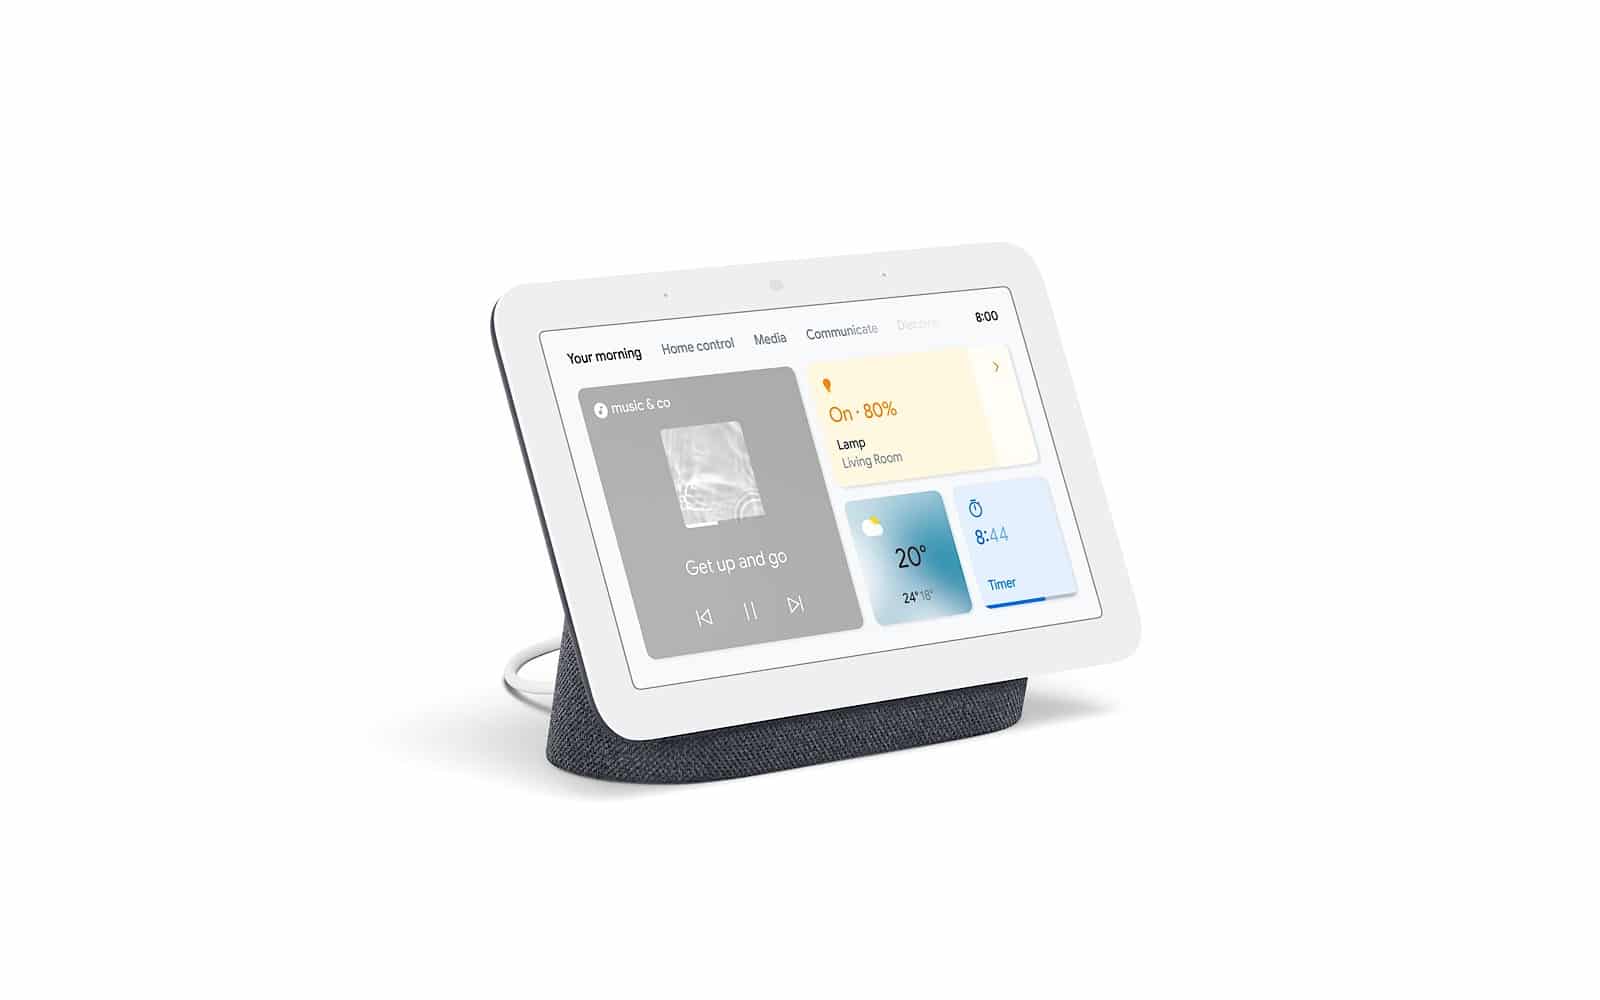 Your morning Home control Media Communicate Discover 8:00
music & co
Get up and go
On · 80%
Lamp
Living Room
20°
24° 18°
8:44
Timer